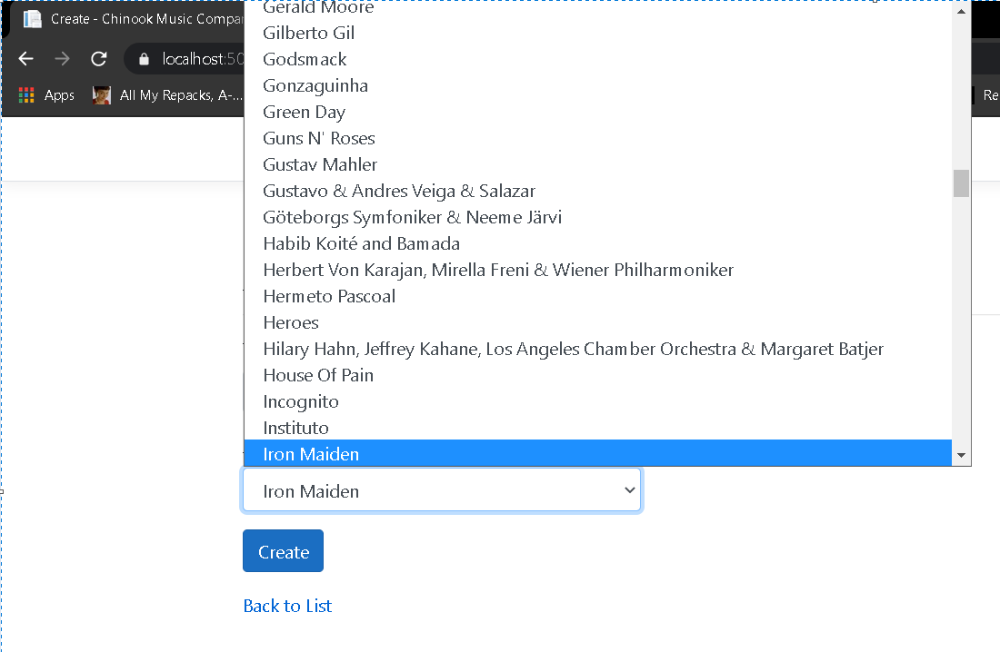 Gerald Moore
Create - Chinook Music Compar
Gilberto Gil
localhost:50
Godsmack
Apps
All My Repacks, A-...
Re
Gonzaguinha
Green Day
Guns N' Roses
Gustav Mahler
Gustavo & Andres Veiga & Salazar
Göteborgs Symfoniker & Neeme Järvi
Habib Koité and Bamada
Herbert Von Karajan, Mirella Freni & Wiener Philharmoniker
Hermeto Pascoal
Heroes
Hilary Hahn, Jeffrey Kahane, Los Angeles Chamber Orchestra & Margaret Batjer
House Of Pain
Incognito
Instituto
Iron Maiden
Iron Maiden
Create
Back to List